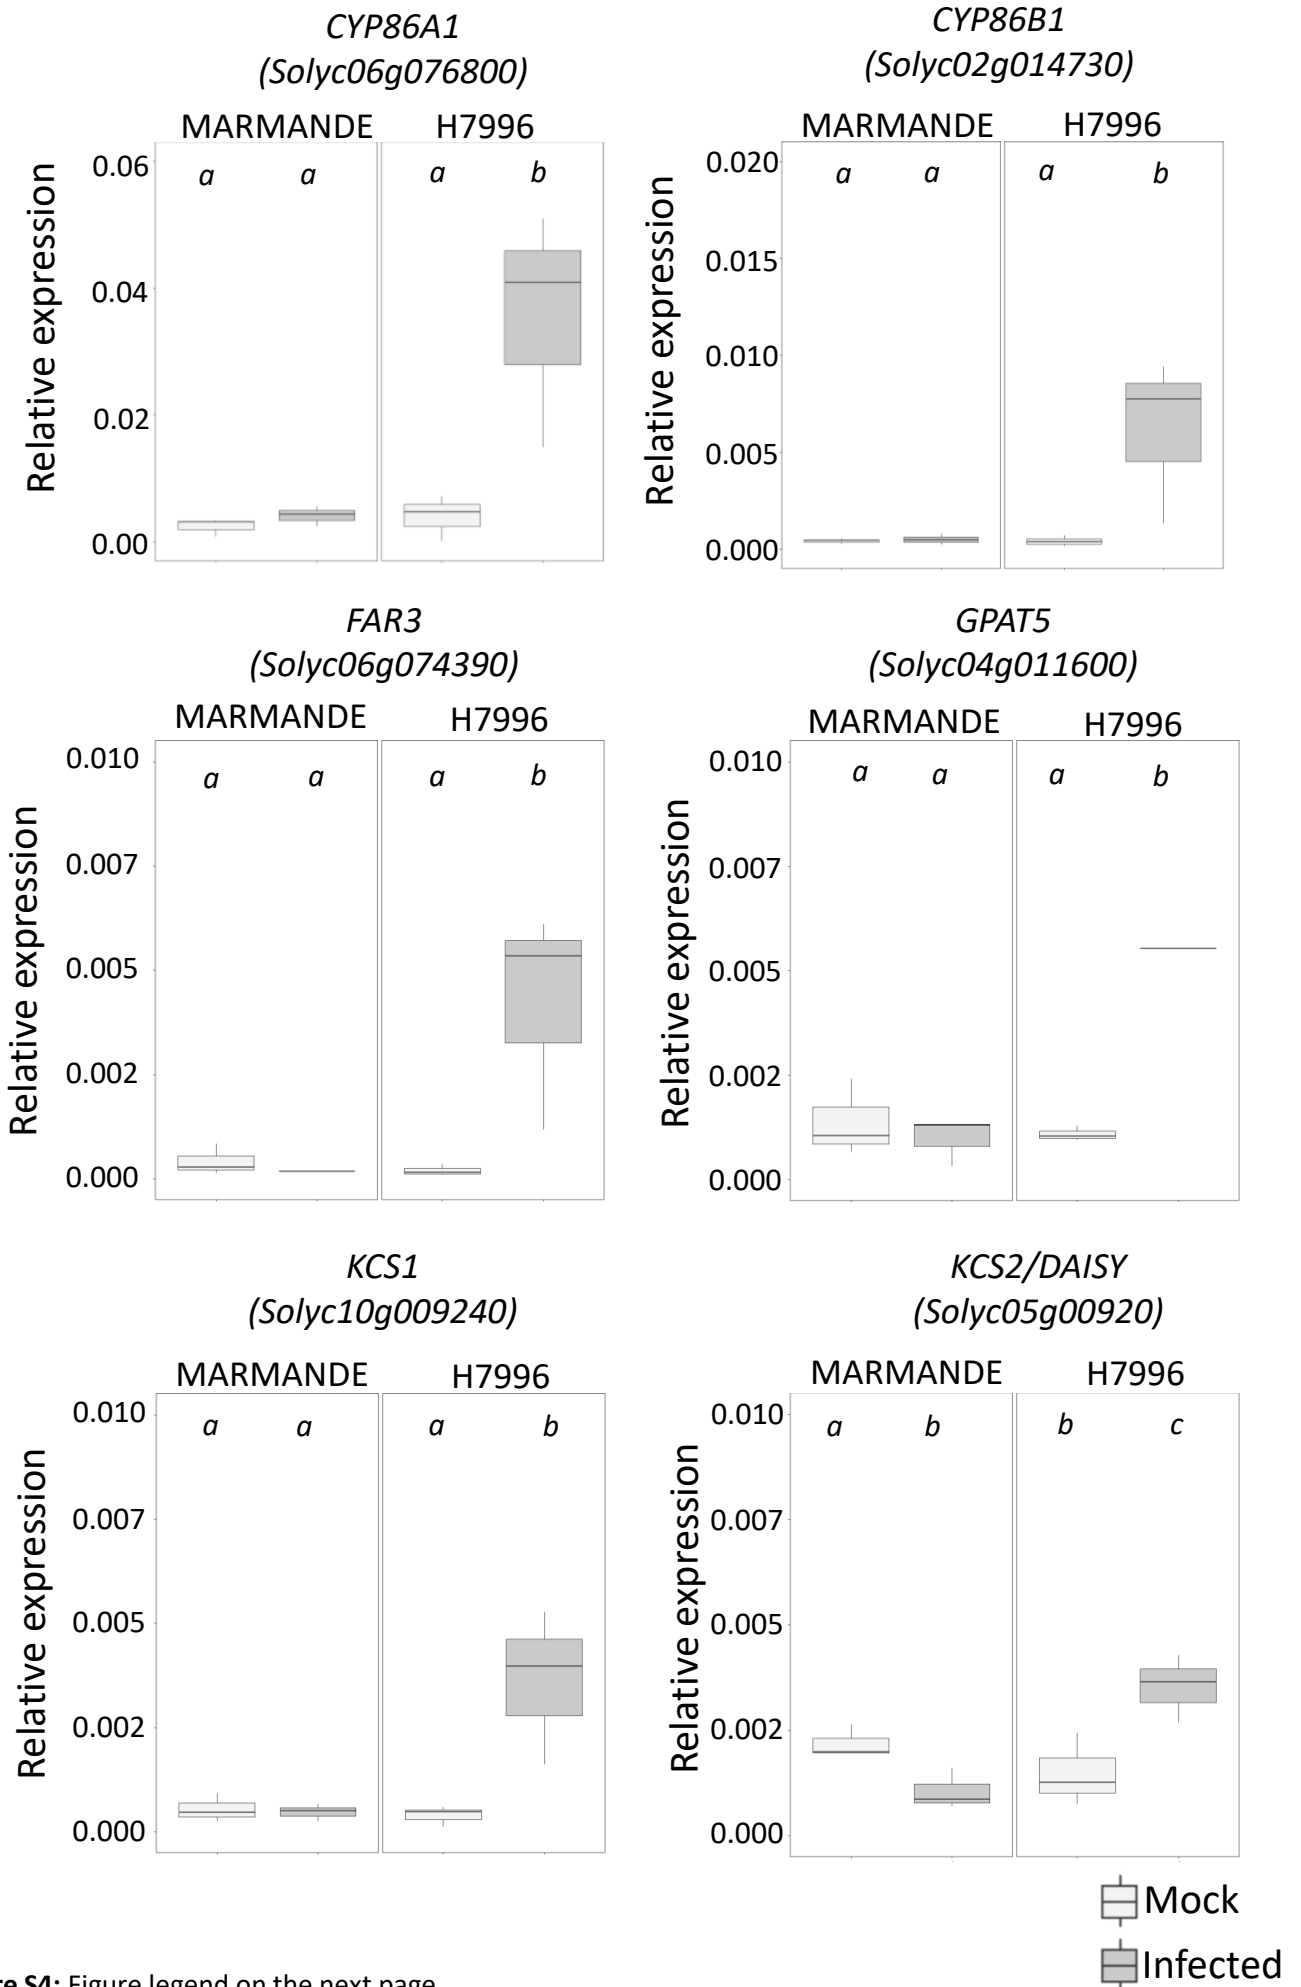 CYP86A1
(Solyc06g076800)
MARMANDE H7996
Relative expression
0.06
0.04
0.02
0.00
a a a b
CYP86B1
(Solyc02g014730)
MARMANDE H7996
Relative expression
0.020
0.015
0.010
0.005
0.000
a a a b
FAR3
(Solyc06g074390)
MARMANDE H7996
Relative expression
0.010
0.007
0.005
0.002
0.000
a a a b
GPAT5
(Solyc04g011600)
MARMANDE H7996
Relative expression
0.010
0.007
0.005
0.002
0.000
a a a b
KCS1
(Solyc10g009240)
MARMANDE H7996
Relative expression
0.010
0.007
0.005
0.002
0.000
a a a b
KCS2/DAISY
(Solyc05g00920)
MARMANDE H7996
Relative expression
0.010
0.007
0.005
0.002
0.000
a b b c
Mock
Infected
re S4: Figure legend on the next page